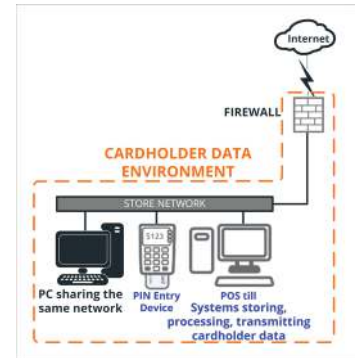 Internet
FIREWALL
CARDHOLDER DATA
ENVIRONMENT
STORE NETWORK
5123
PC sharing the
same network
PIN Entry
Device
POS till
Systems storing,
processing, transmitting
cardholder data